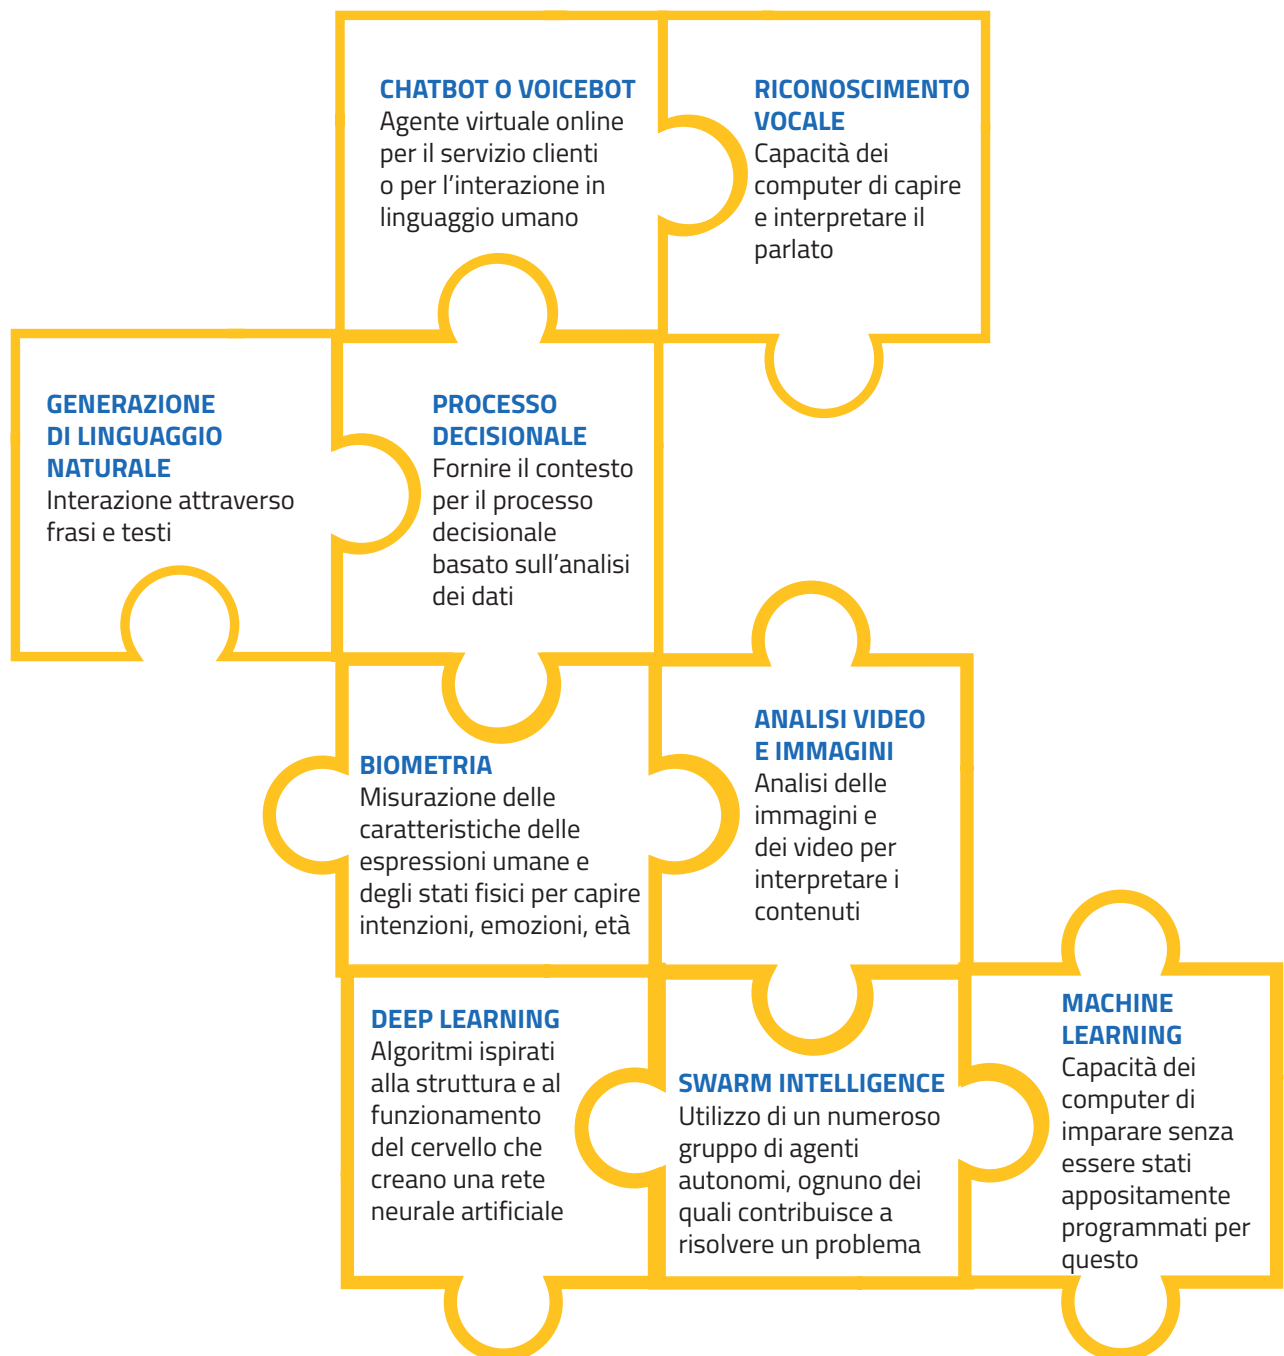 CHATBOT O VOICEBOT
Agente virtuale online
per il servizio clienti
o per l'interazione in
linguaggio umano
RICONOSCIMENTO
VOCALE
Capacità dei
computer di capire
e interpretare il
parlato
GENERAZIONE
DI LINGUAGGIO
NATURALE
Interazione attraverso
frasi e testi
PROCESSO
DECISIONALE
Fornire il contesto
per il processo
decisionale
basato sull'analisi
dei dati
BIOMETRIA
Misurazione delle
caratteristiche delle
espressioni umane e
degli stati fisici per capire
intenzioni, emozioni, età
ANALISI VIDEO
E IMMAGINI
Analisi delle
immagini e
dei video per
interpretare i
contenuti
DEEP LEARNING
Algoritmi ispirati
alla struttura e al
funzionamento
del cervello che
creano una rete
neurale artificiale
SWARM INTELLIGENCE
Utilizzo di un numeroso
gruppo di agenti
autonomi, ognuno dei
quali contribuisce a
risolvere un problema
MACHINE
LEARNING
Capacità dei
computer di
imparare senza
essere stati
appositamente
programmati per
questo